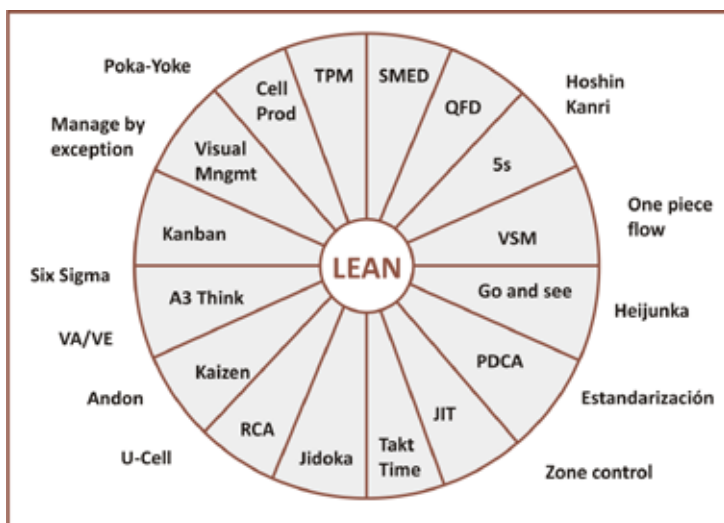 Poka-Yoke
TPM
SMED
Cell
Prod
QFD
Hoshin
Kanri
Manage by
exception
Visual
Mngmt
5s
Kanban
VSM
One piece
flow
LEAN
Six Sigma
A3 Think
Go and see
Heijunka
VA/VE
Kaizen
PDCA
Andon
Estandarización
RCA
JIT
U-Cell
Jidoka
Takt
Time
Zone control